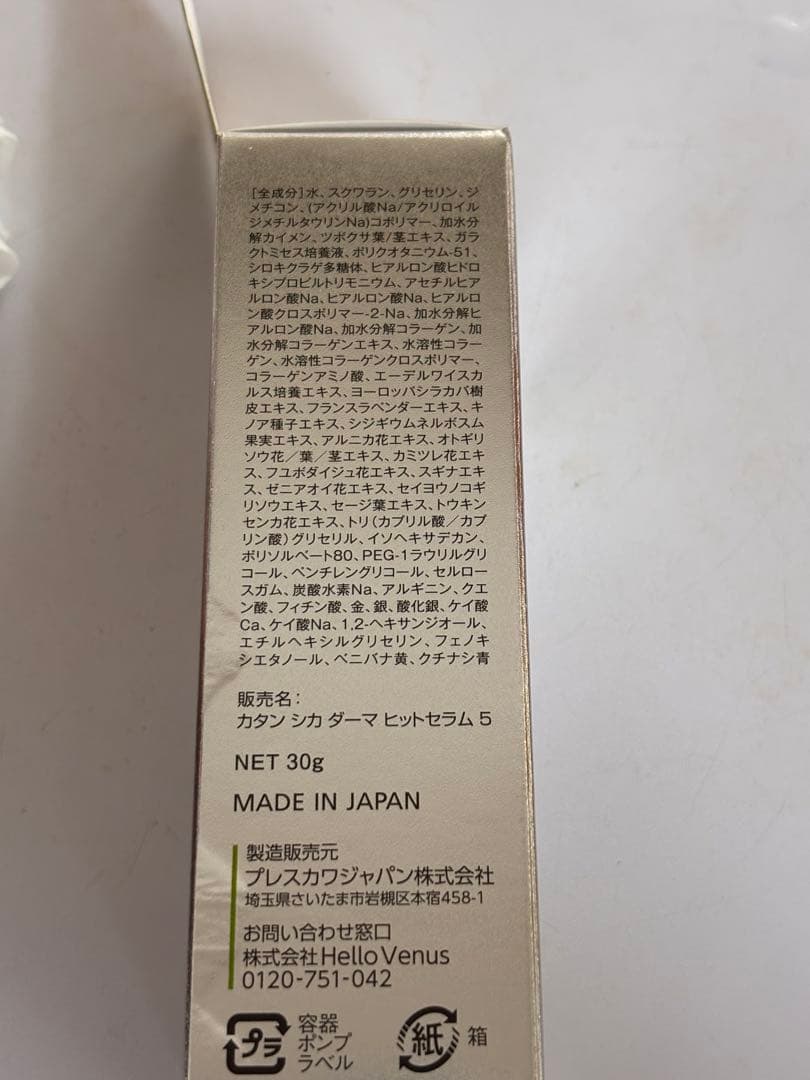 [全成分]水、スクワラン、グリセリン、ジ
メチコン、(アクリル酸Na/アクリロイル
ジメチルタウリンNa)コポリマー、加水分
解カイメン、ツボクサ葉/茎エキス、ガラ
クトミセス培養液、ポリクオタニウム-51、
シロキクラゲ多糖体、ヒアルロン酸ヒドロ
キシプロピルトリモニウム、アセチルヒア
ルロン酸Na、ヒアルロン酸Na、ヒアルロ
ン酸クロスポリマー-2-Na、加水分解ヒ
アルロン酸Na、加水分解コラーゲン、加
水分解コラーゲンエキス、水溶性コラー
ゲン、水溶性コラーゲンクロスポリマー、
コラーゲンアミノ酸、エーデルワイスカ
ルス培養エキス、ヨーロッパシラカバ樹
皮エキス、フランスラベンダーエキス、キ
ノア種子エキス、シジギウムネルボスム
果実エキス、アルニカ花エキス、オトギリ
ソウ花/葉/茎エキス、カミツレ花エキ
ス、フユボダイジュ花エキス、スギナエキ
ス、ゼニアオイ花エキス、セイヨウノコギ
リソウエキス、セージ葉エキス、トウキン
センカ花エキス、トリ(カプリル酸/カプ
リン酸)グリセリル、イソヘキサデカン、
ポリソルベート80、PEG-1ラウリルグリ
コール、ペンチレングリコール、セルロー
スガム、炭酸水素Na、アルギニン、クエ
ン酸、フィチン酸、金、銀、酸化銀、ケイ酸
Ca、ケイ酸Na、1,2-ヘキサンジオール、
エチルヘキシルグリセリン、フェノキ
シエタノール、ベニバナ黄、クチナシ青
販売名:
カタン シカ ダーマ ヒットセラム 5
NET 30g
MADE IN JAPAN
製造販売元
プレスカワジャパン株式会社
埼玉県さいたま市岩槻区本宿458-1
お問い合わせ窓口
株式会社Hello Venus
0120-751-042
プラ
容器
ポンプ
ラベル
紙
箱